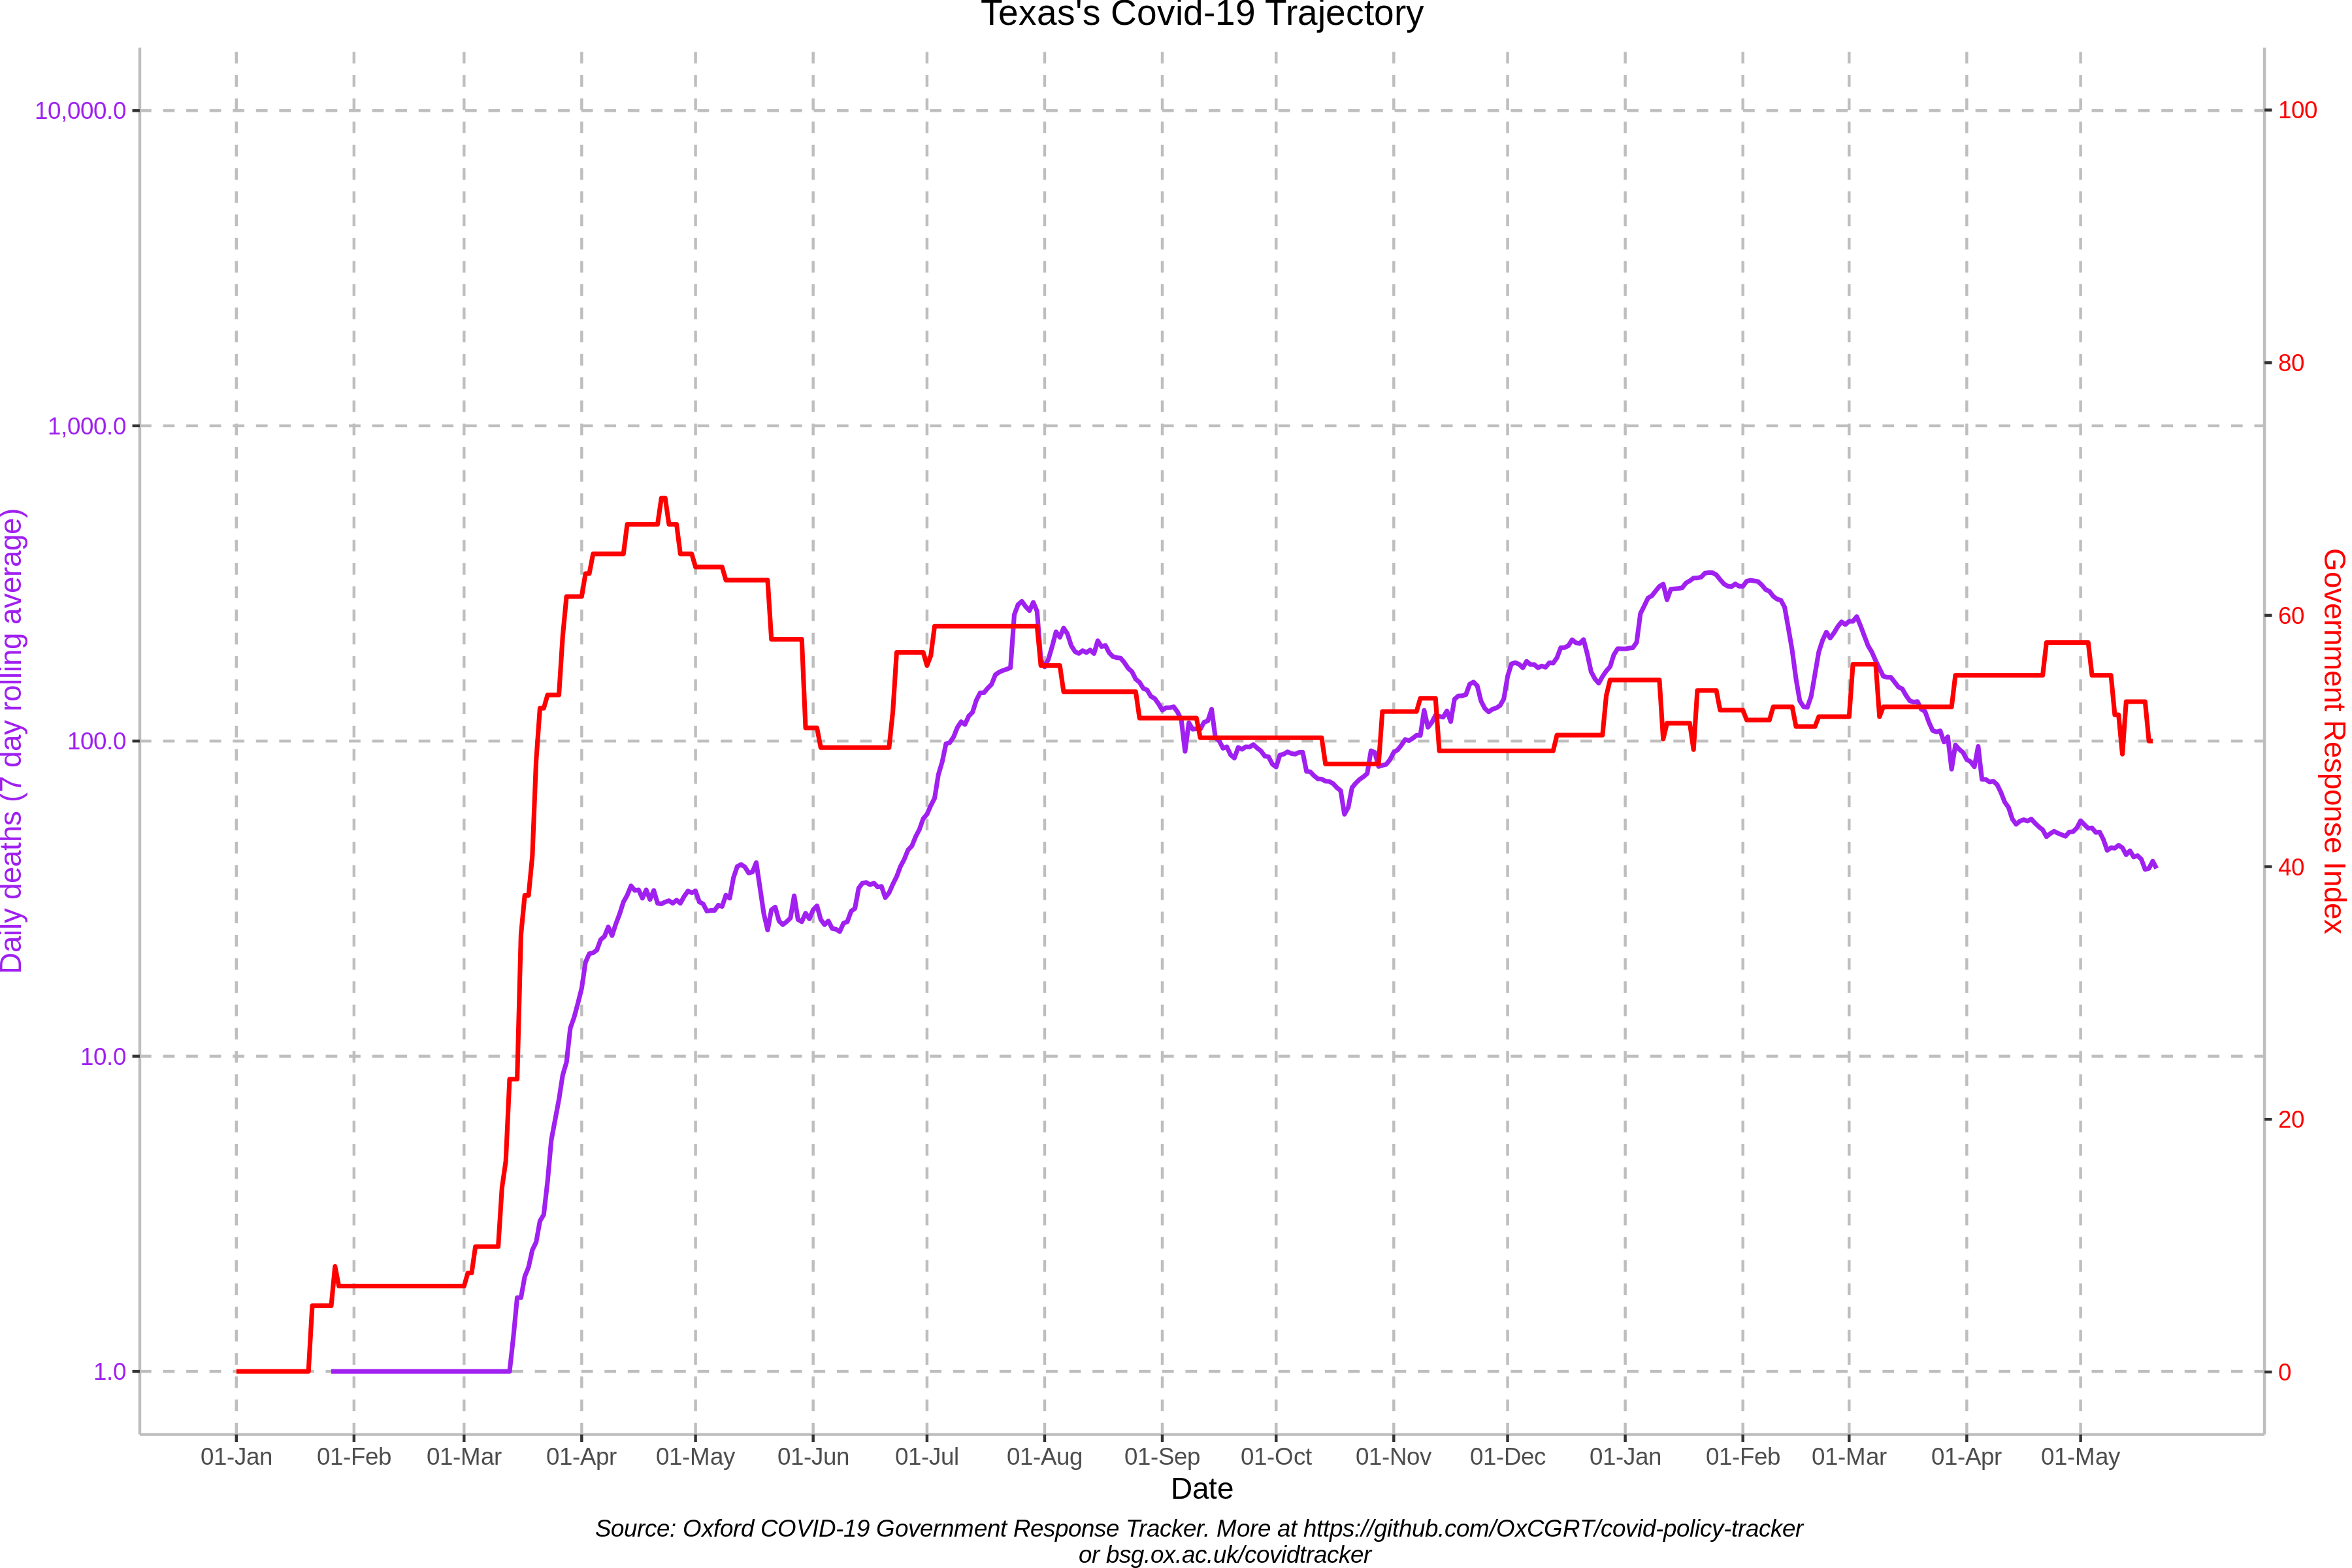 Texas's Covid-19 Trajectory
10,000.0
1,000.0
100.0
10.0
1.0
Daily deaths (7 day rolling average)
100
80
60
40
20
0
Government Response Index
01-Jan 01-Feb 01-Mar 01-Apr 01-May 01-Jun 01-Jul 01-Aug 01-Sep 01-Oct 01-Nov 01-Dec 01-Jan 01-Feb 01-Mar 01-Apr 01-May
Date
Source: Oxford COVID-19 Government Response Tracker. More at https://github.com/OxCGRT/covid-policy-tracker
or bsg.ox.ac.uk/covidtracker